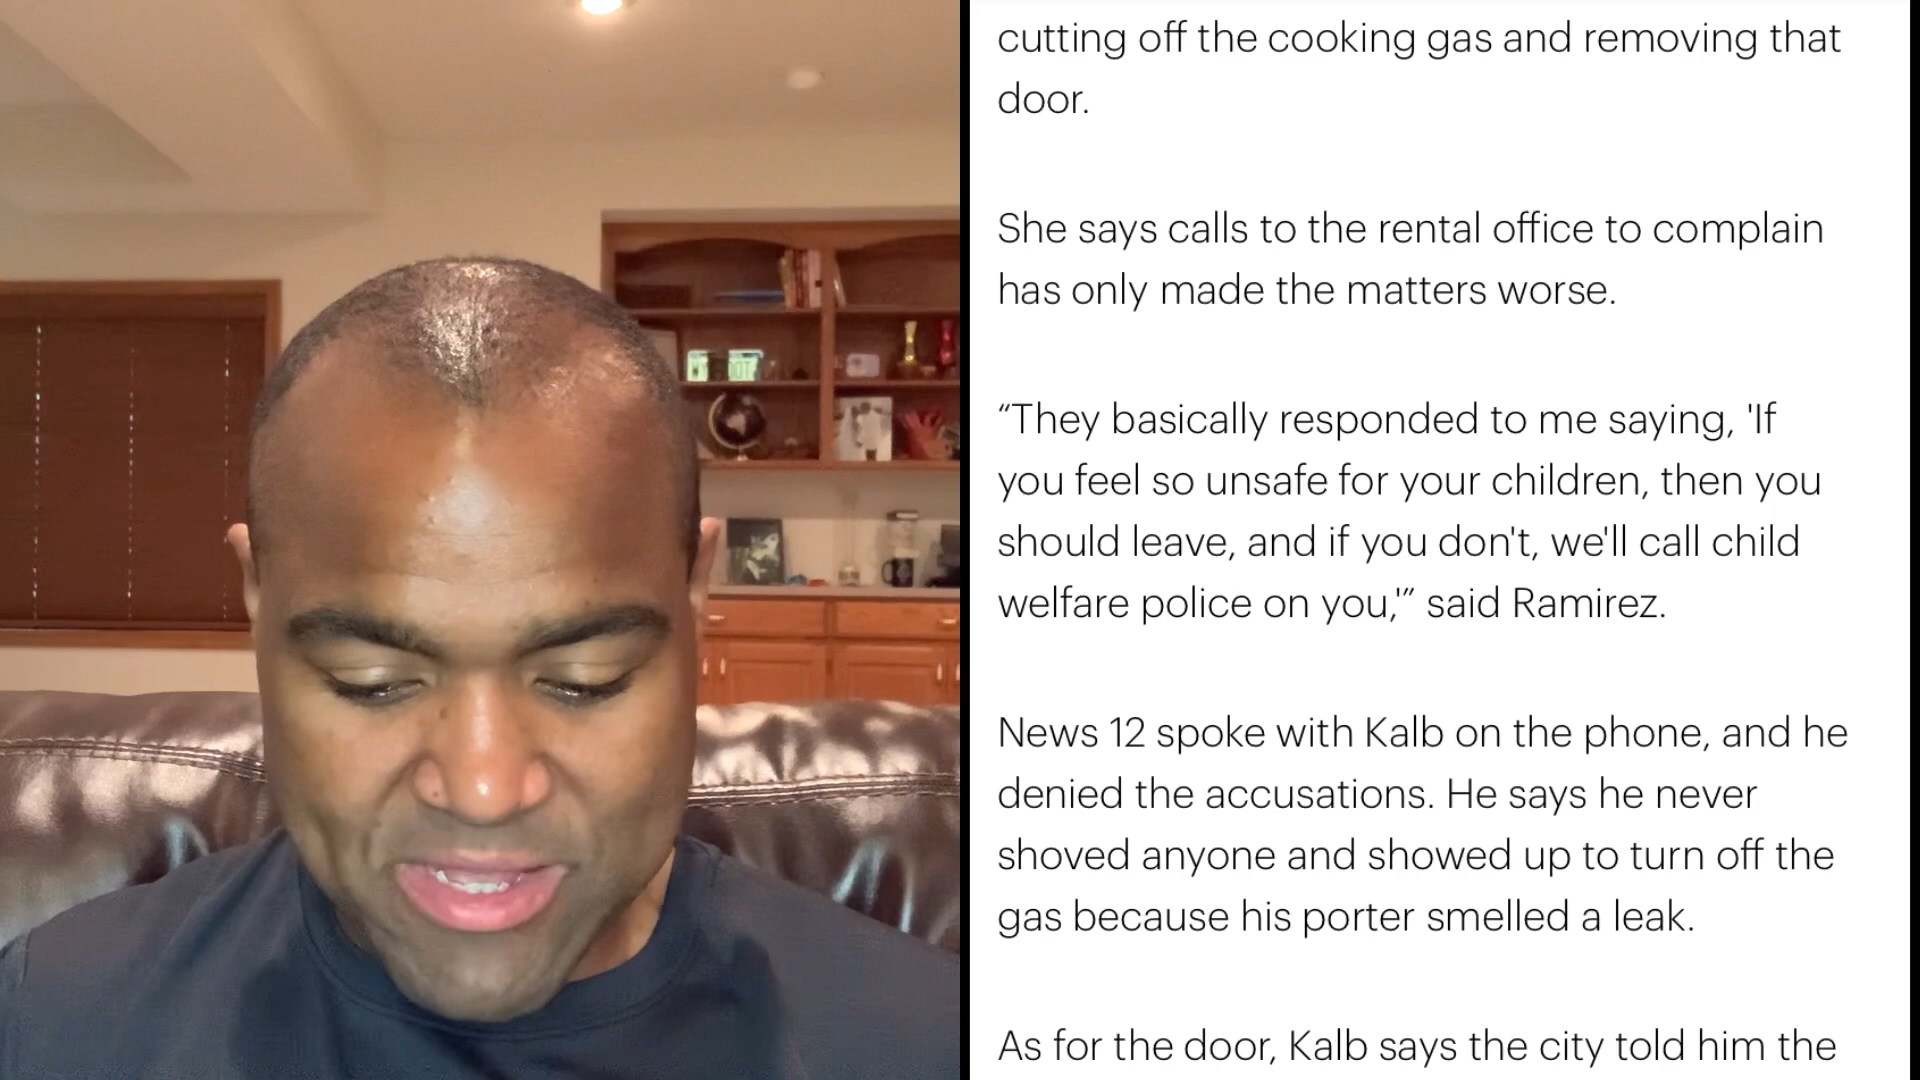 cutting off the cooking gas and removing that
door.
She says calls to the rental office to complain
has only made the matters worse.
“They basically responded to me saying, 'If
you feel so unsafe for your children, then you
should leave, and if you don't, we'll call child
welfare police on you,'” said Ramirez.
News 12 spoke with Kalb on the phone, and he
denied the accusations. He says he never
shoved anyone and showed up to turn off the
gas because his porter smelled a leak.
As for the door, Kalb says the city told him the